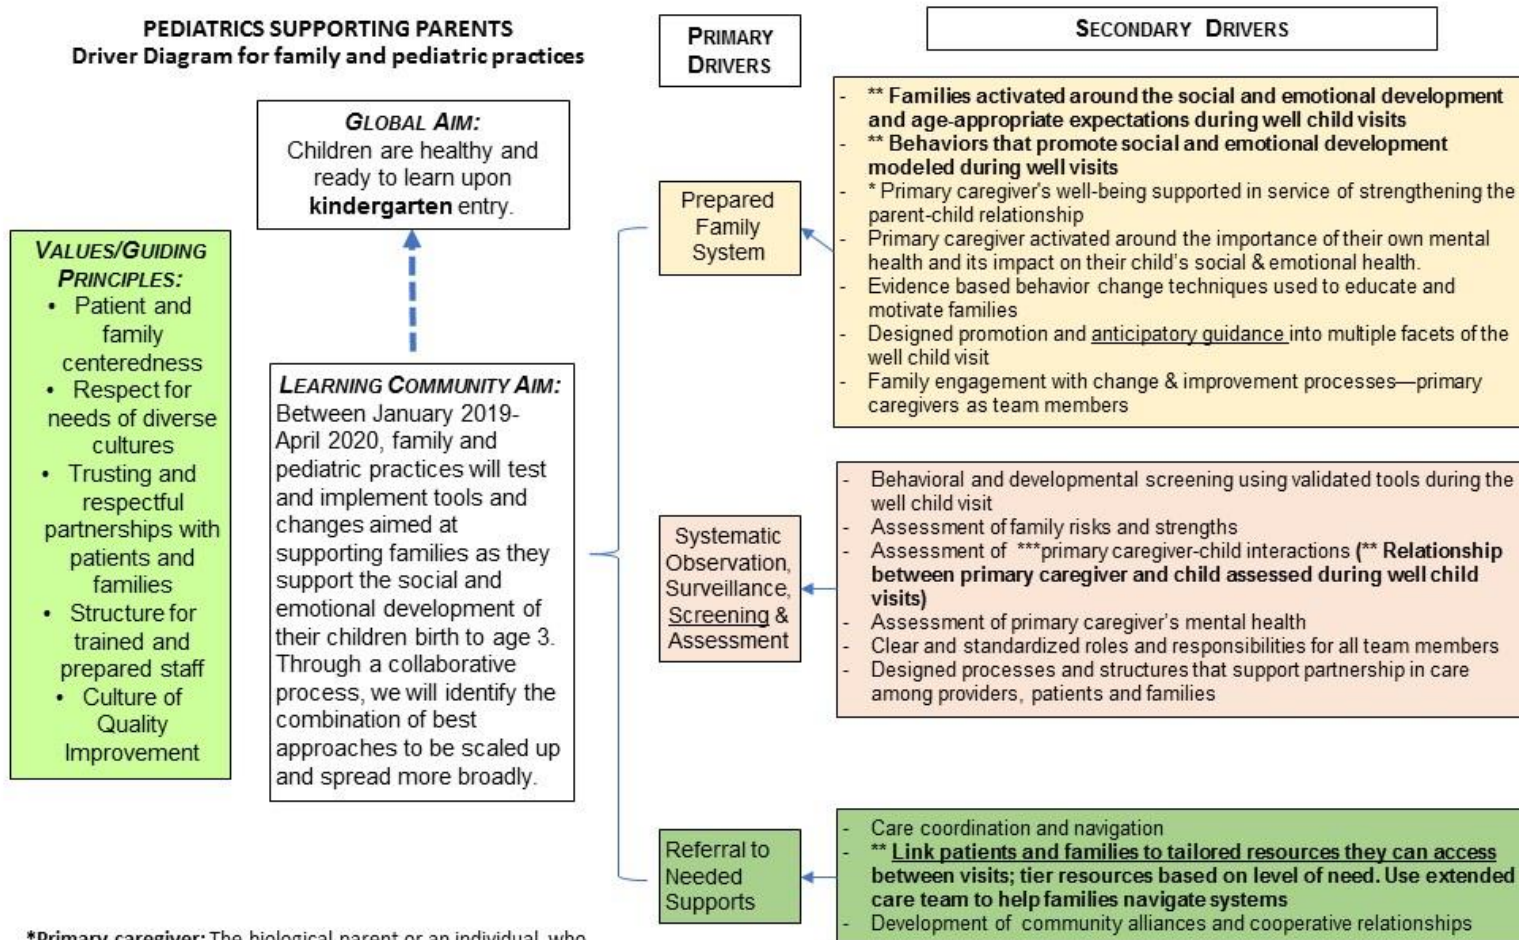 PEDIATRICS SUPPORTING PARENTS
Driver Diagram for family and pediatric practices
PRIMARY
DRIVERS
SECONDARY DRIVERS
GLOBAL AIM:
Children are healthy and
ready to learn upon
kindergarten entry.
VALUES/GUIDING
PRINCIPLES:
• Patient and
family
centeredness
• Respect for
needs of diverse
cultures
• Trusting and
respectful
partnerships with
patients and
families
• Structure for
trained and
prepared staff
• Culture of
Quality
Improvement
LEARNING COMMUNITY AIM:
Between January 2019-
April 2020, family and
pediatric practices will test
and implement tools and
changes aimed at
supporting families as they
support the social and
emotional development of
their children birth to age 3.
Through a collaborative
process, we will identify the
combination of best
approaches to be scaled up
and spread more broadly.
Prepared
Family
System
- ** Families activated around the social and emotional development
and age-appropriate expectations during well child visits
- ** Behaviors that promote social and emotional development
modeled during well visits
- * Primary caregiver's well-being supported in service of strengthening the
parent-child relationship
- Primary caregiver activated around the importance of their own mental
health and its impact on their child's social & emotional health.
- Evidence based behavior change techniques used to educate and
motivate families
- Designed promotion and anticipatory guidance into multiple facets of the
well child visit
- Family engagement with change & improvement processes—primary
caregivers as team members
Systematic
Observation,
Surveillance,
Screening &
Assessment
- Behavioral and developmental screening using validated tools during the
well child visit
- Assessment of family risks and strengths
- Assessment of ***primary caregiver-child interactions (** Relationship
between primary caregiver and child assessed during well child
visits)
- Assessment of primary caregiver's mental health
- Clear and standardized roles and responsibilities for all team members
- Designed processes and structures that support partnership in care
among providers, patients and families
Referral to
Needed
Supports
- Care coordination and navigation
- ** Link patients and families to tailored resources they can access
between visits; tier resources based on level of need. Use extended
care team to help families navigate systems
- Development of community alliances and cooperative relationships
*Primary caregiver: The biological parent or an individual, who